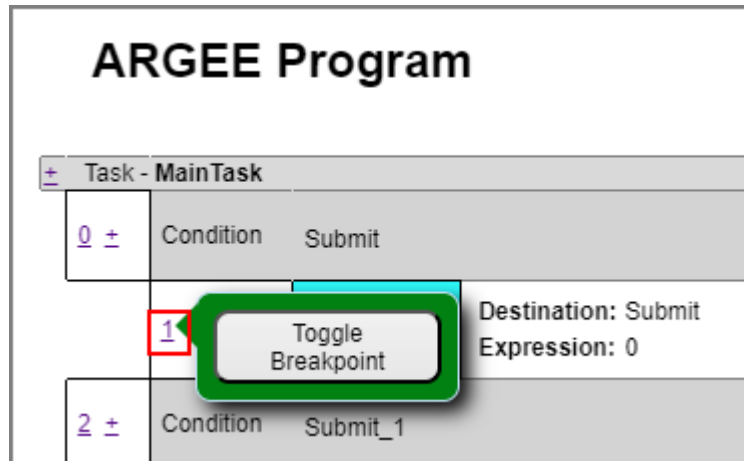 ARGEE Program
+ Task - MainTask
0 + Condition Submit
1 Toggle
Breakpoint
Destination: Submit
Expression: 0
2 + Condition Submit_1